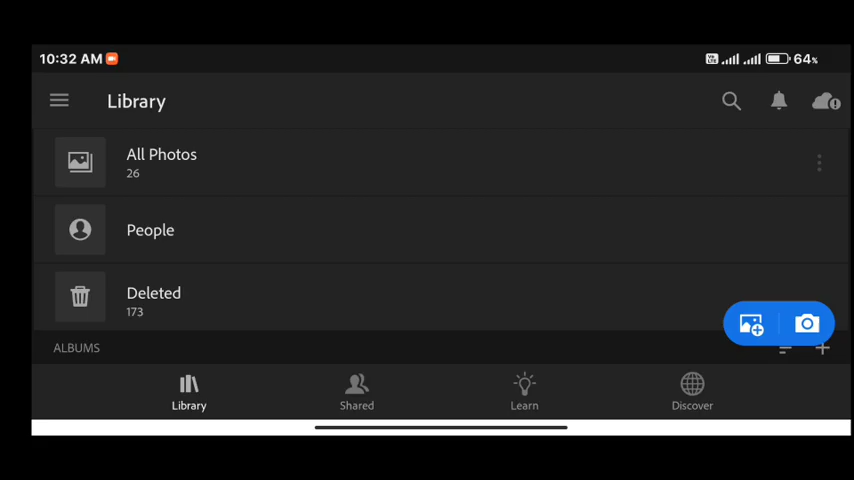 10:32 AM 64%
Library
All Photos
26
People
Deleted
173
ALBUMS
Library Shared Learn Discover